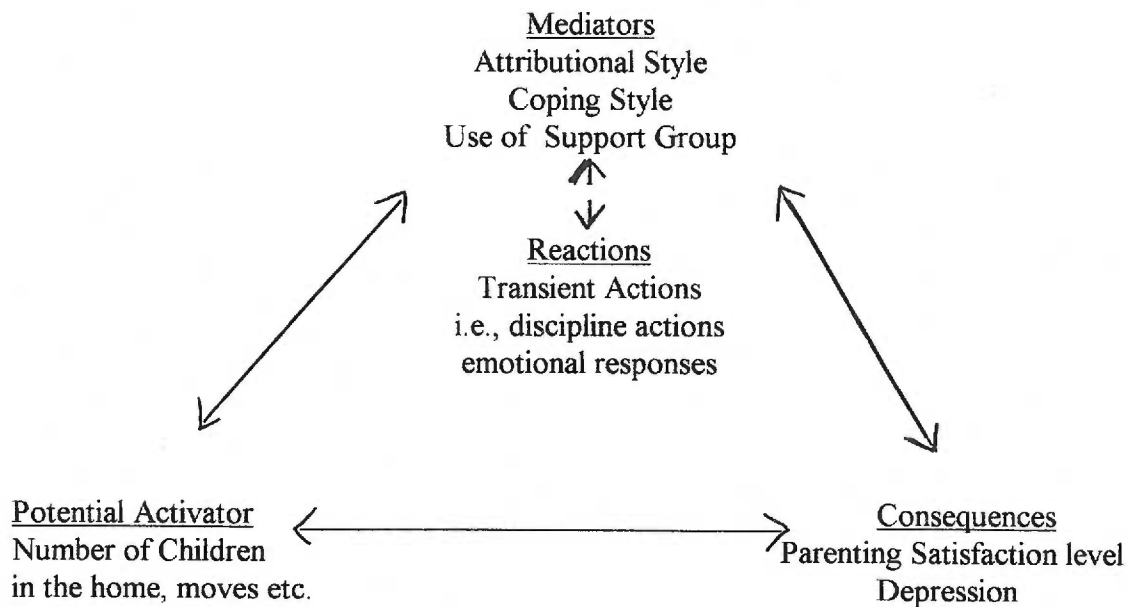 Mediators
Attributional Style
Coping Style
Use of Support Group
Reactions
Transient Actions
i.e., discipline actions
emotional responses
Potential Activator
Number of Children
in the home, moves etc.
Consequences
Parenting Satisfaction level
Depression